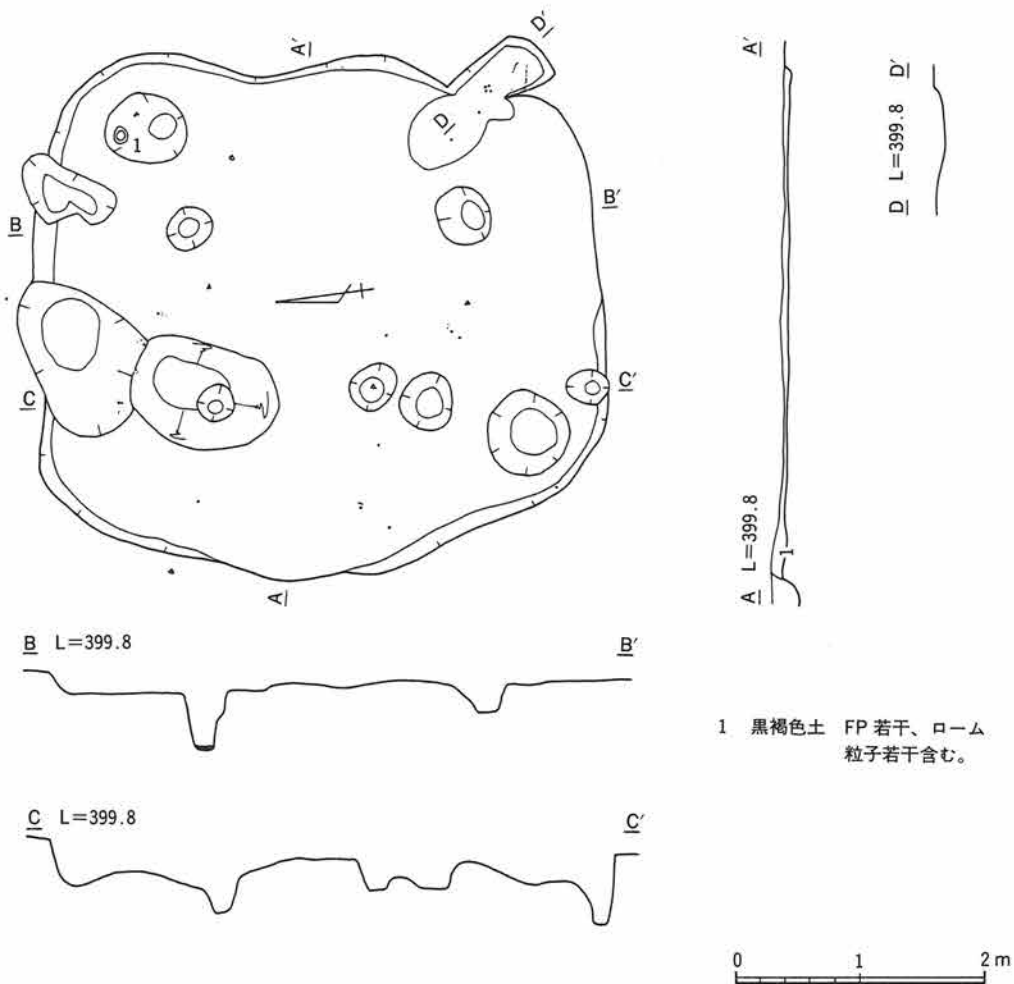 A′
D′
D
1
B
B′
C
C′
A
A′
L=399.8
A
1
D′
L=399.8
D
B L=399.8
B′
C L=399.8
C′
1 黒褐色土 FP 若干、ローム
粒子若干含む。
0 1 2 m